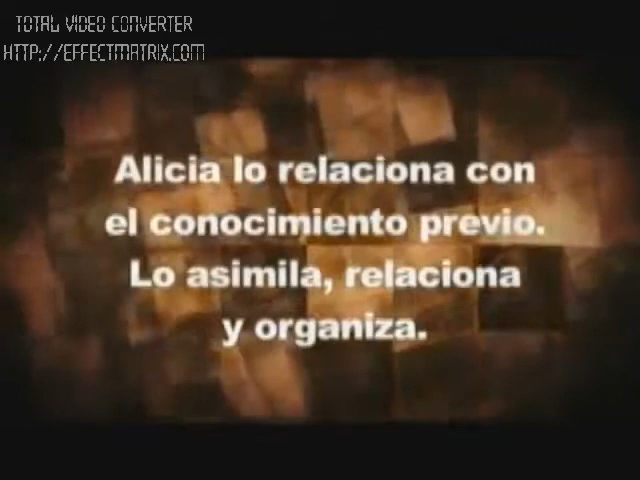 TOTAL VIDEO CONVERTER
HTTP://EFFECTMATRIX.COM
Alicia lo relaciona con
el conocimiento previo.
Lo asimila, relaciona
y organiza.